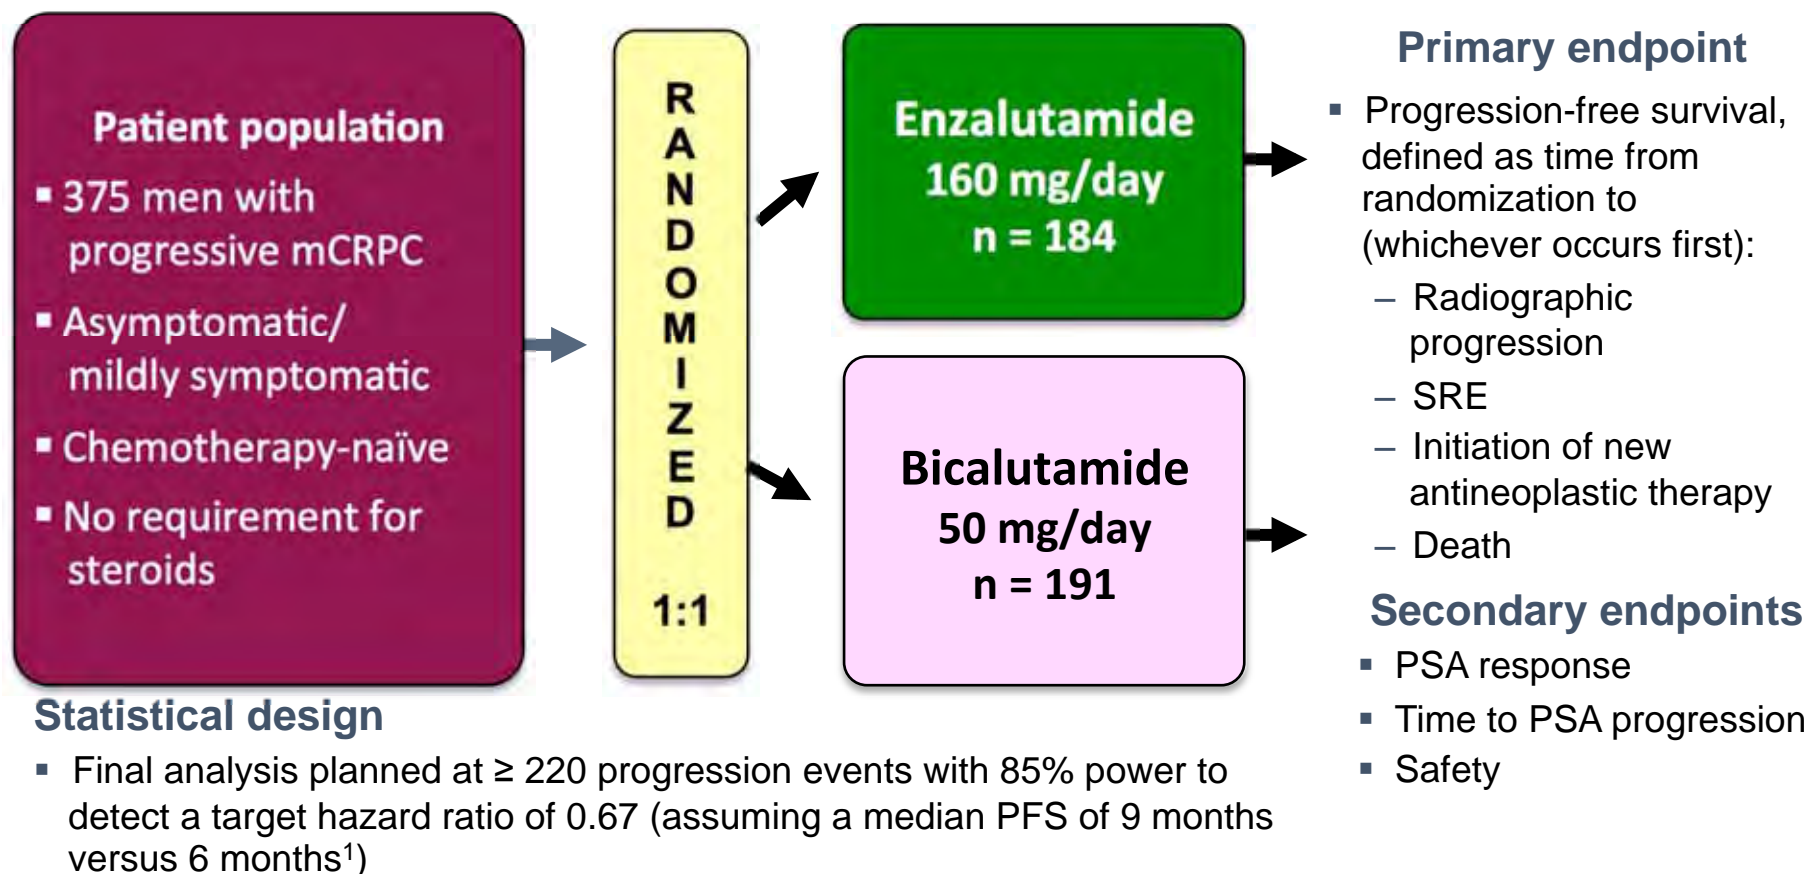 Patient population
▪ 375 men with
progressive mCRPC
▪ Asymptomatic/
mildly symptomatic
▪ Chemotherapy-naïve
▪ No requirement for
steroids
RANDOMIZED
1:1
Enzalutamide
160 mg/day
n = 184
Bicalutamide
50 mg/day
n = 191
Primary endpoint
▪ Progression-free survival,
defined as time from
randomization to
(whichever occurs first):
– Radiographic
progression
– SRE
– Initiation of new
antineoplastic therapy
– Death
Secondary endpoints
▪ PSA response
▪ Time to PSA progression
▪ Safety
Statistical design
▪ Final analysis planned at ≥ 220 progression events with 85% power to
detect a target hazard ratio of 0.67 (assuming a median PFS of 9 months
versus 6 months¹)